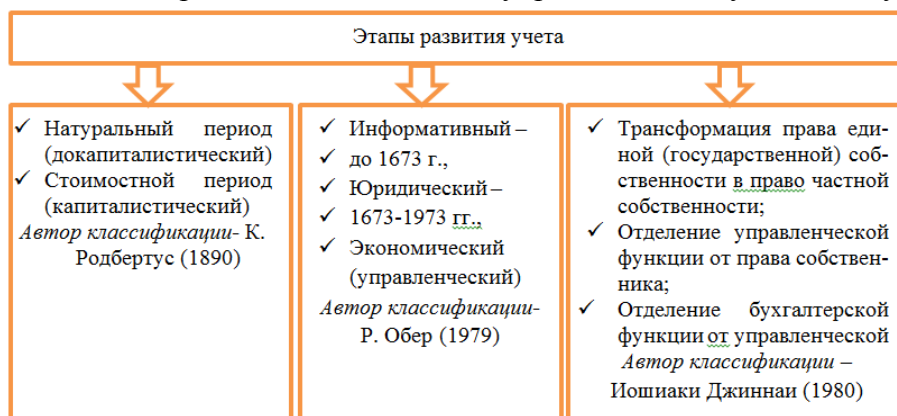 Этапы развития учета
✓ Натуральный период
(докапиталистический)
✓ Стоимостной период
(капиталистический)
Автор классификации- К.
Родбертус (1890)
✓ Информативный –
✓ до 1673 г.,
✓ Юридический –
✓ 1673-1973 гг.,
✓ Экономический
(управленческий)
Автор классификации-
Р. Обер (1979)
✓ Трансформация права еди-
ной (государственной) соб-
ственности в право частной
собственности;
✓ Отделение управленческой
функции от права собствен-
ника;
✓ Отделение бухгалтерской
функции от управленческой
Автор классификации –
Иошиаки Джиннаи (1980)